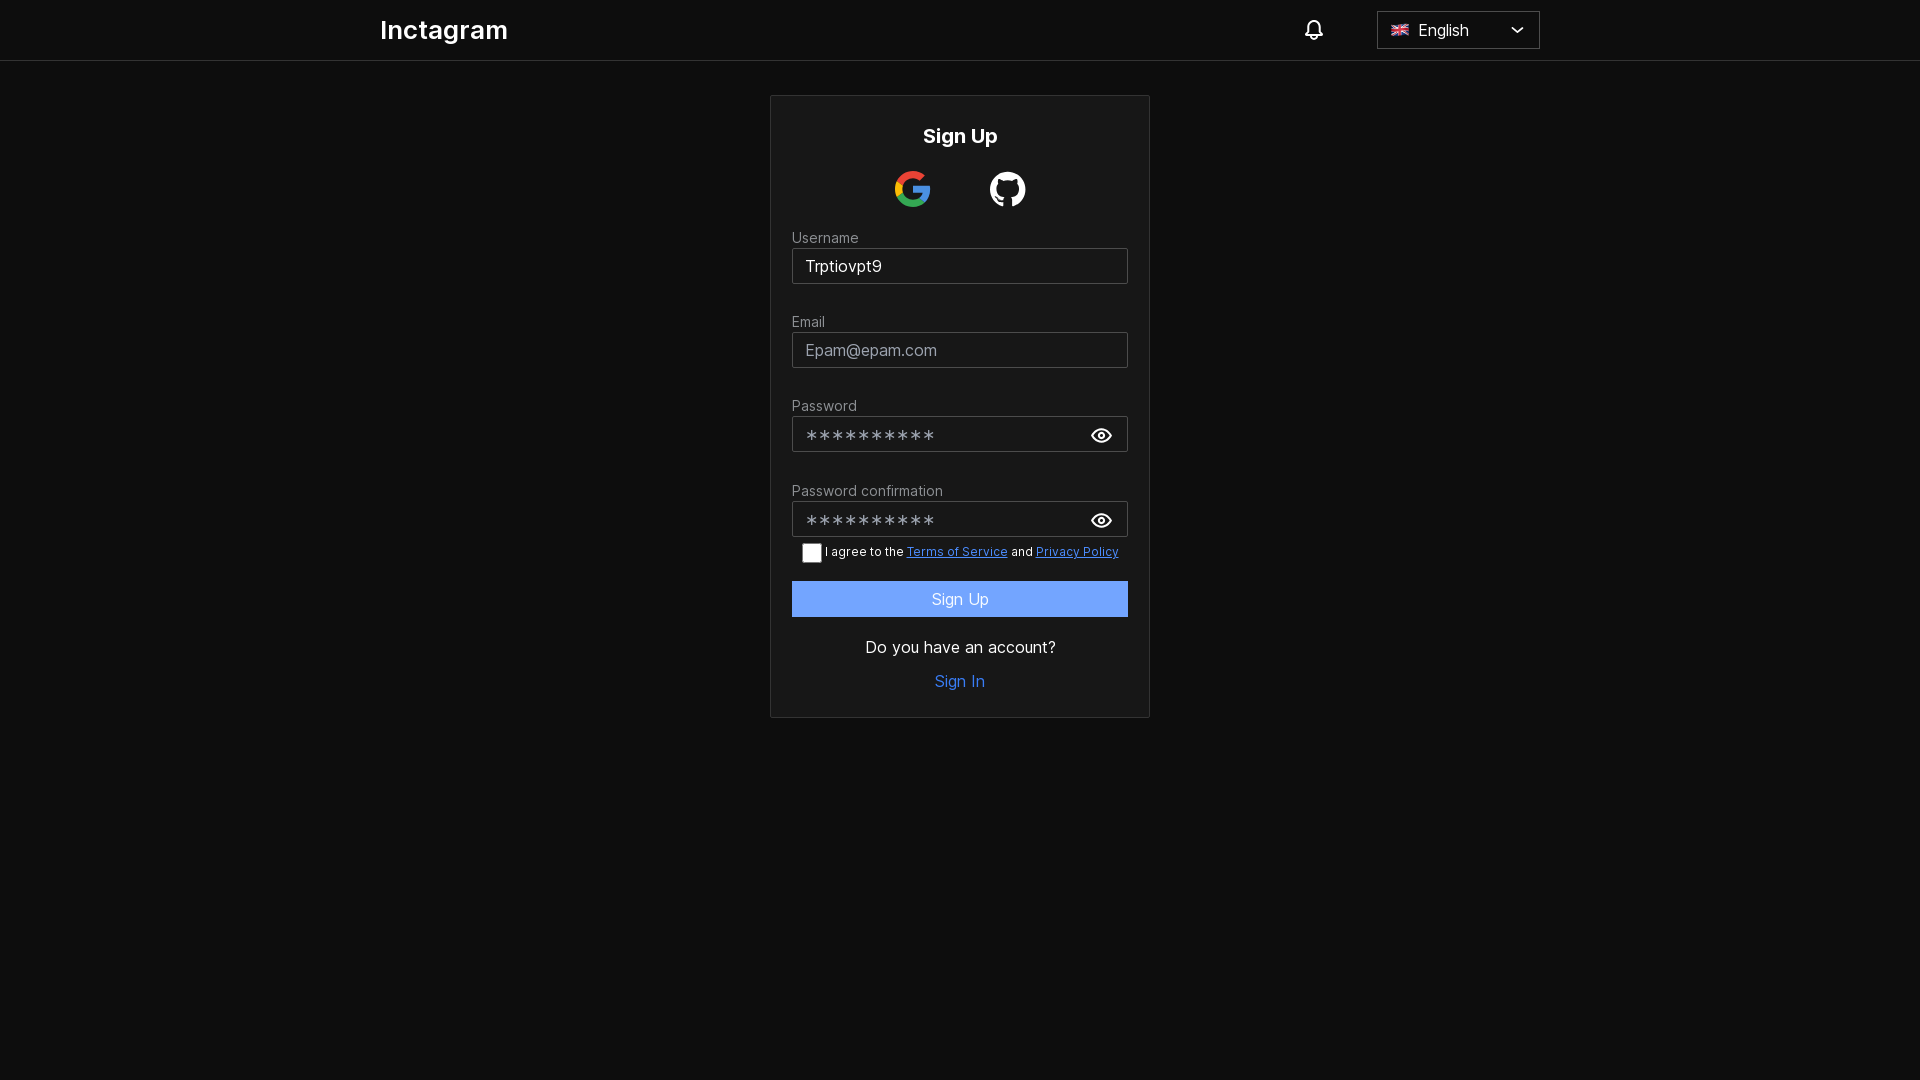 Inctagram
English
Sign Up
Username
Trptiovpt9
Email
Epam@epam.com
Password
**********
Password confirmation
**********
I agree to the Terms of Service and Privacy Policy
Sign Up
Do you have an account?
Sign In